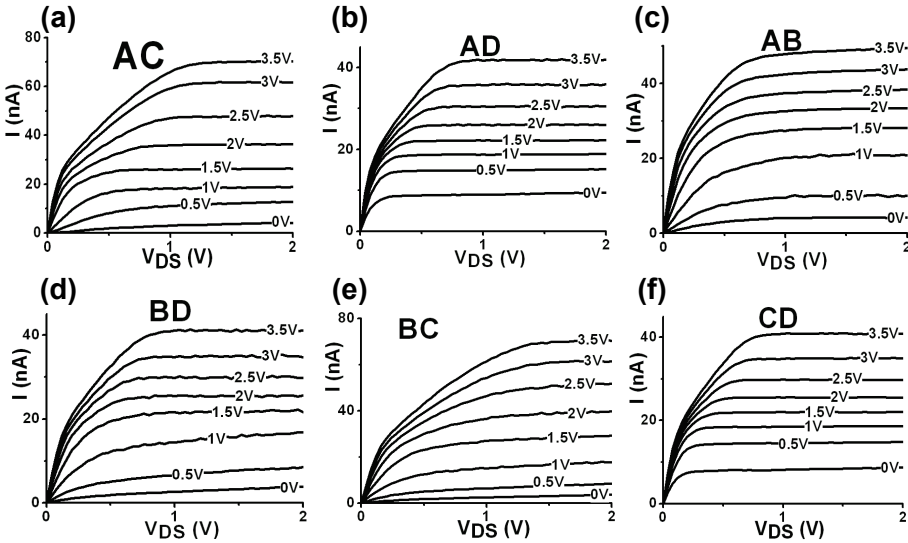 (a)
AC
I (nA)
80
60
40
20
0
3.5V
3V
2.5V
2V
1.5V
1V
0.5V
0V
0
1
2
VDS (V)
(b)
AD
I (nA)
40
20
0
3.5V
3V
2.5V
2V
1.5V
1V
0.5V
0V
0
1
2
VDS (V)
(c)
AB
I (nA)
40
20
0
3.5V
3V
2.5V
2V
1.5V
1V
0.5V
0V
0
1
2
VDS (V)
(d)
BD
I (nA)
40
20
0
3.5V
3V
2.5V
2V
1.5V
1V
0.5V
0V
0
1
2
VDS (V)
(e)
BC
I (nA)
80
40
0
3.5V
3V
2.5V
2V
1.5V
1V
0.5V
0V
0
1
2
VDS (V)
(f)
CD
I (nA)
40
20
0
3.5V
3V
2.5V
2V
1.5V
1V
0.5V
0V
0
1
2
VDS (V)